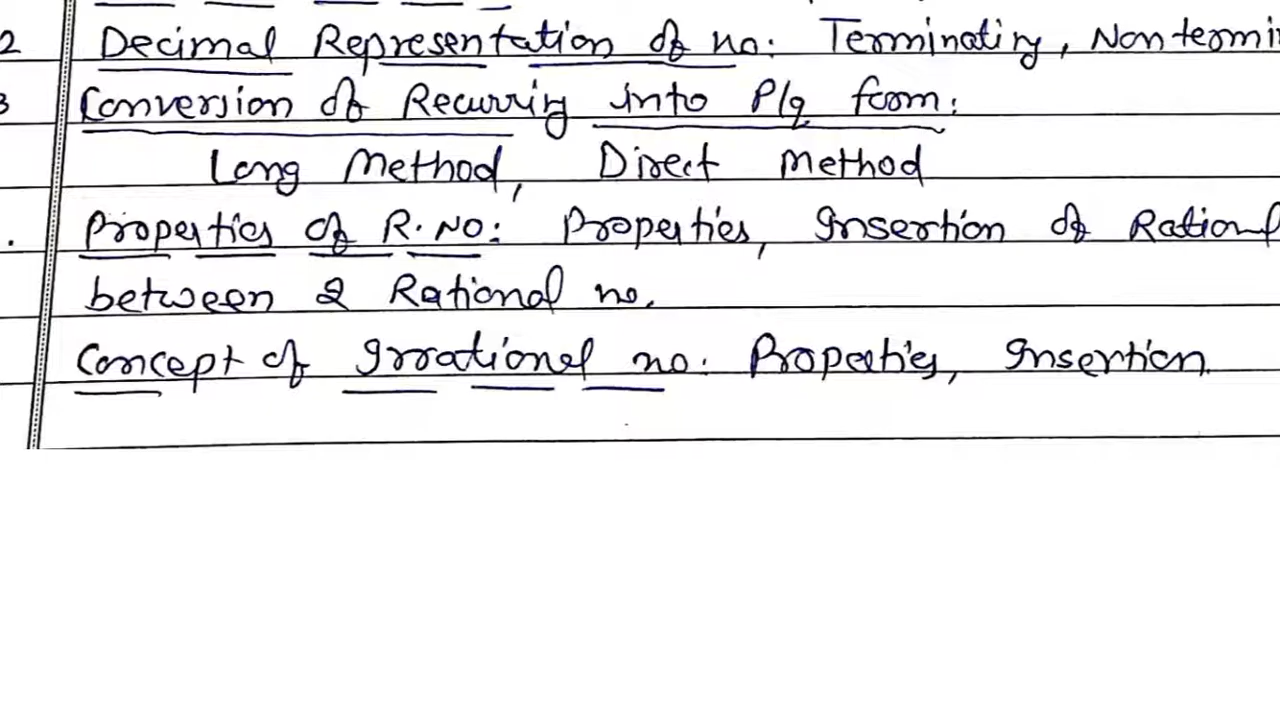 2 Decimal Representation of no: Terminating, Nontermi
3 Conversion of Recurring into P/q form:
Long Method, Direct Method
. Properties of R.NO: Properties, Insertion of Rational
between 2 Rational no.
Concept of Irrational no: Properties, Insertion.